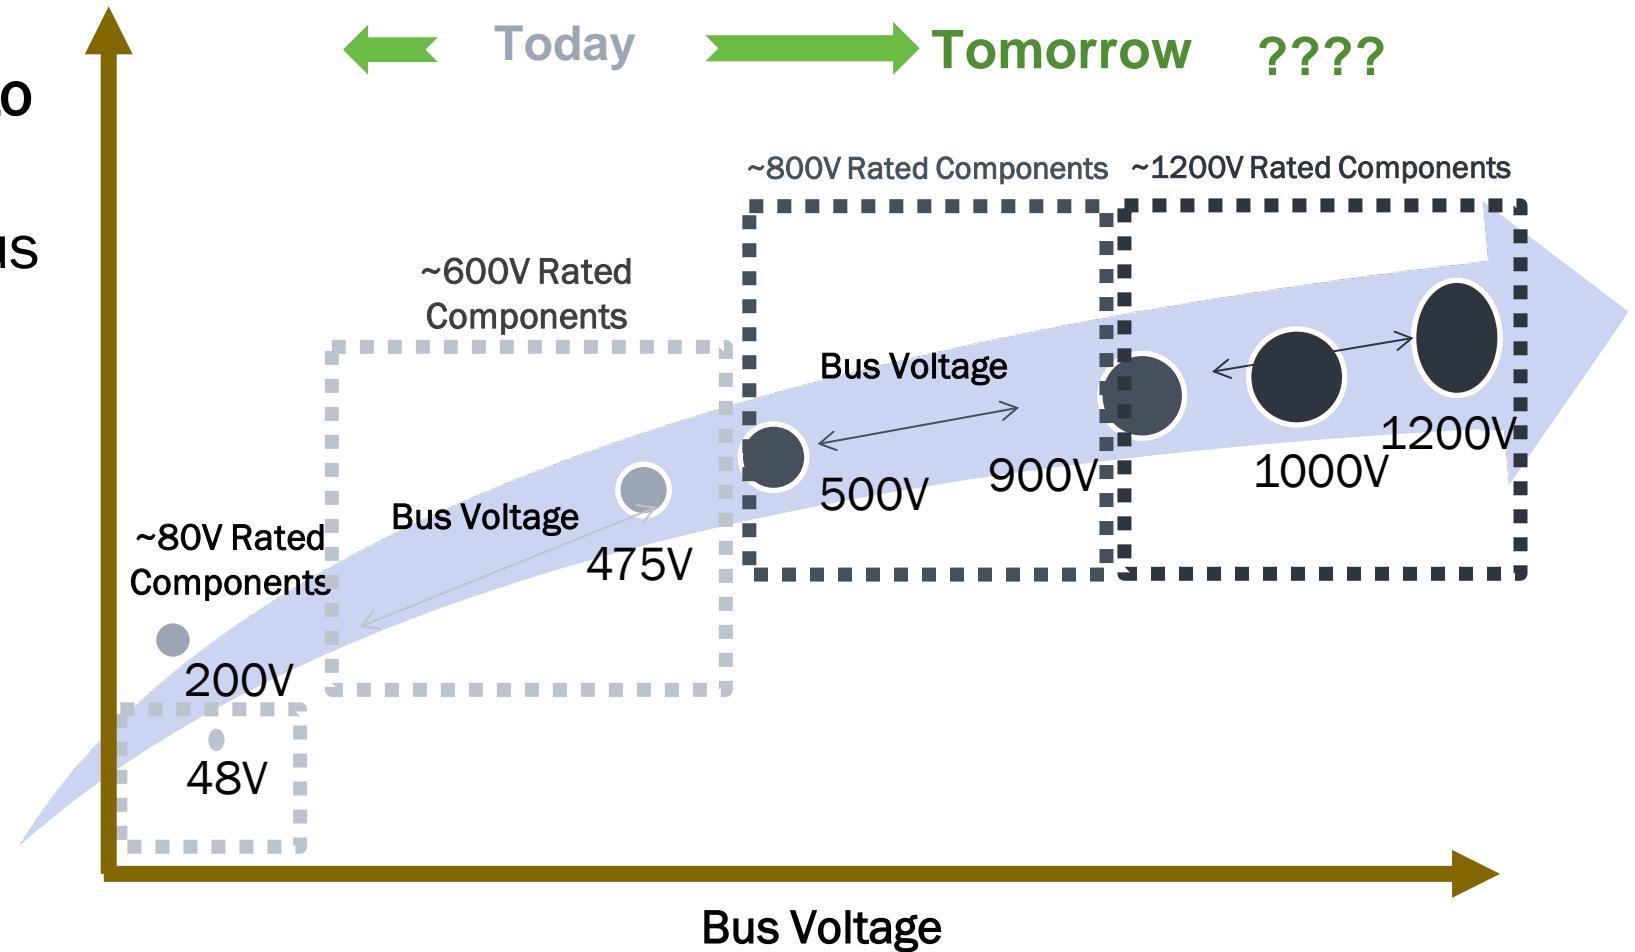 Today
Tomorrow
????
~800V Rated Components
~1200V Rated Components
~600V Rated
Components
Bus Voltage
1200V
1000V
900V
500V
Bus Voltage
475V
~80V Rated
Components
200V
48V
Bus Voltage